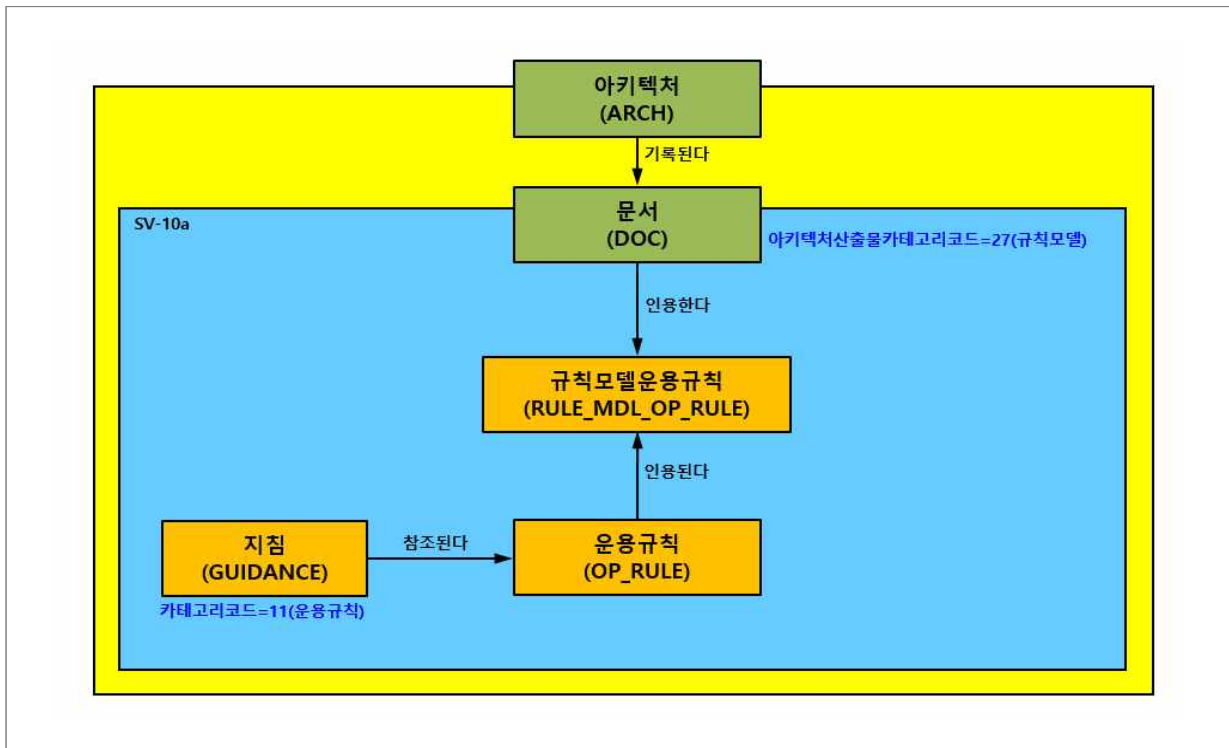 아키텍처
(ARCH)
기록된다
SV-10a
문서
(DOC)
아키텍처산출물카테고리코드=27(규칙모델)
인용한다
규칙모델운용규칙
(RULE_MDL_OP_RULE)
인용된다
지침
(GUIDANCE)
참조된다
운용규칙
(OP_RULE)
카테고리코드=11(운용규칙)